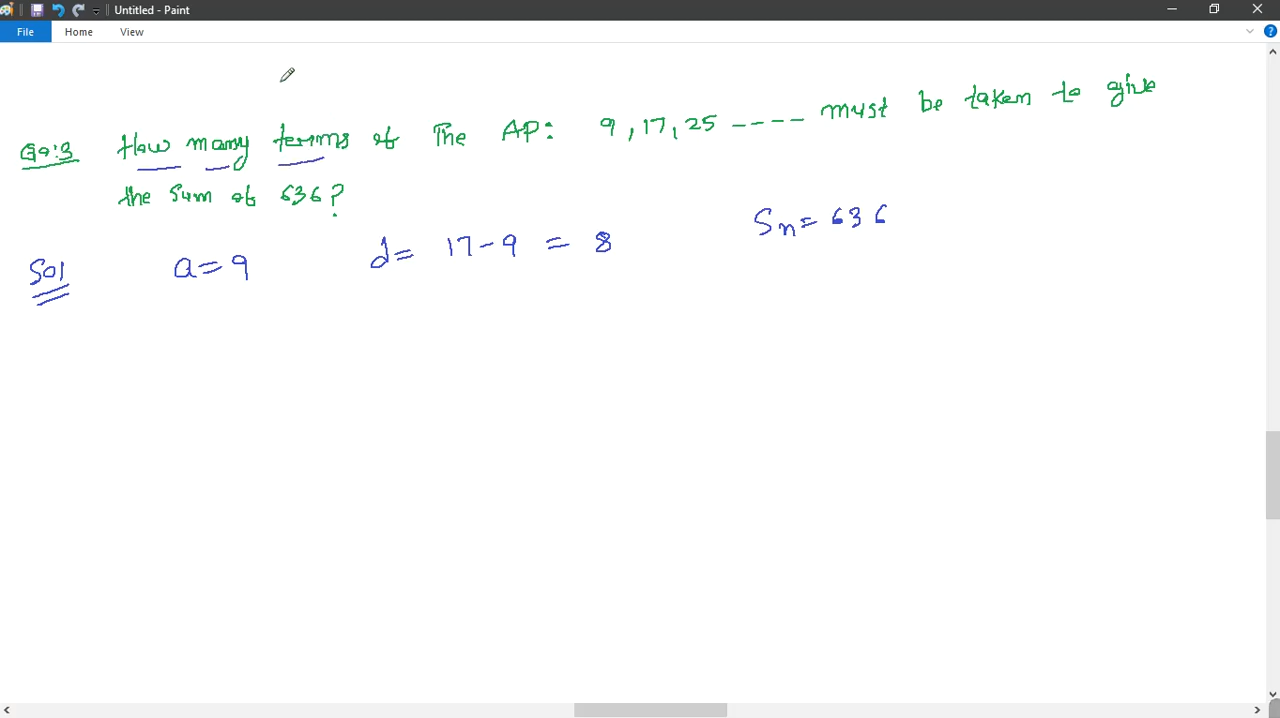 Untitled - Paint
File Home View
Q.no:3 How many terms of The AP: 9, 17, 25 ---- must be taken to give
the sum of 636?
Sol a = 9 d = 17 - 9 = 8 Sn = 636